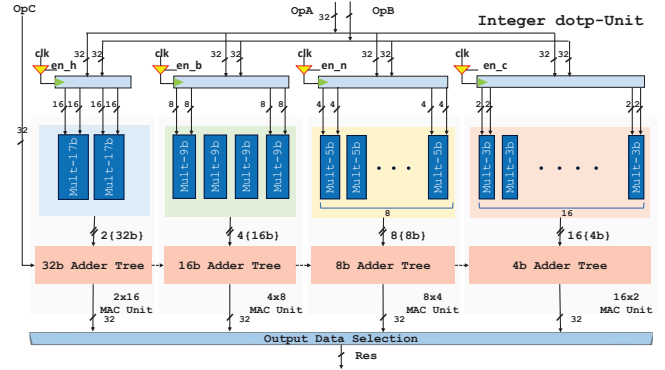 OpC
OpA
OpB
32
Integer dotp-Unit
clk
en_h
32 32
clk
en_b
32 32
clk
en_n
32 32
clk
en_c
32 32
16 16 16 16
8 8 8 8
4 4 4 4
2 2 2 2
32
Mult-17b
Mult-17b
Mult-9b
Mult-9b
Mult-9b
Mult-9b
Mult-5b
Mult-5b
• • •
Mult-5b
Mult-3b
Mult-3b
• • • •
Mult-3b
8
16
2{32b}
4{16b}
8{8b}
16{4b}
32b Adder Tree
16b Adder Tree
8b Adder Tree
4b Adder Tree
2x16
MAC Unit
4x8
MAC Unit
8x4
MAC Unit
16x2
MAC Unit
32
32
32
32
Output Data Selection
32
Res